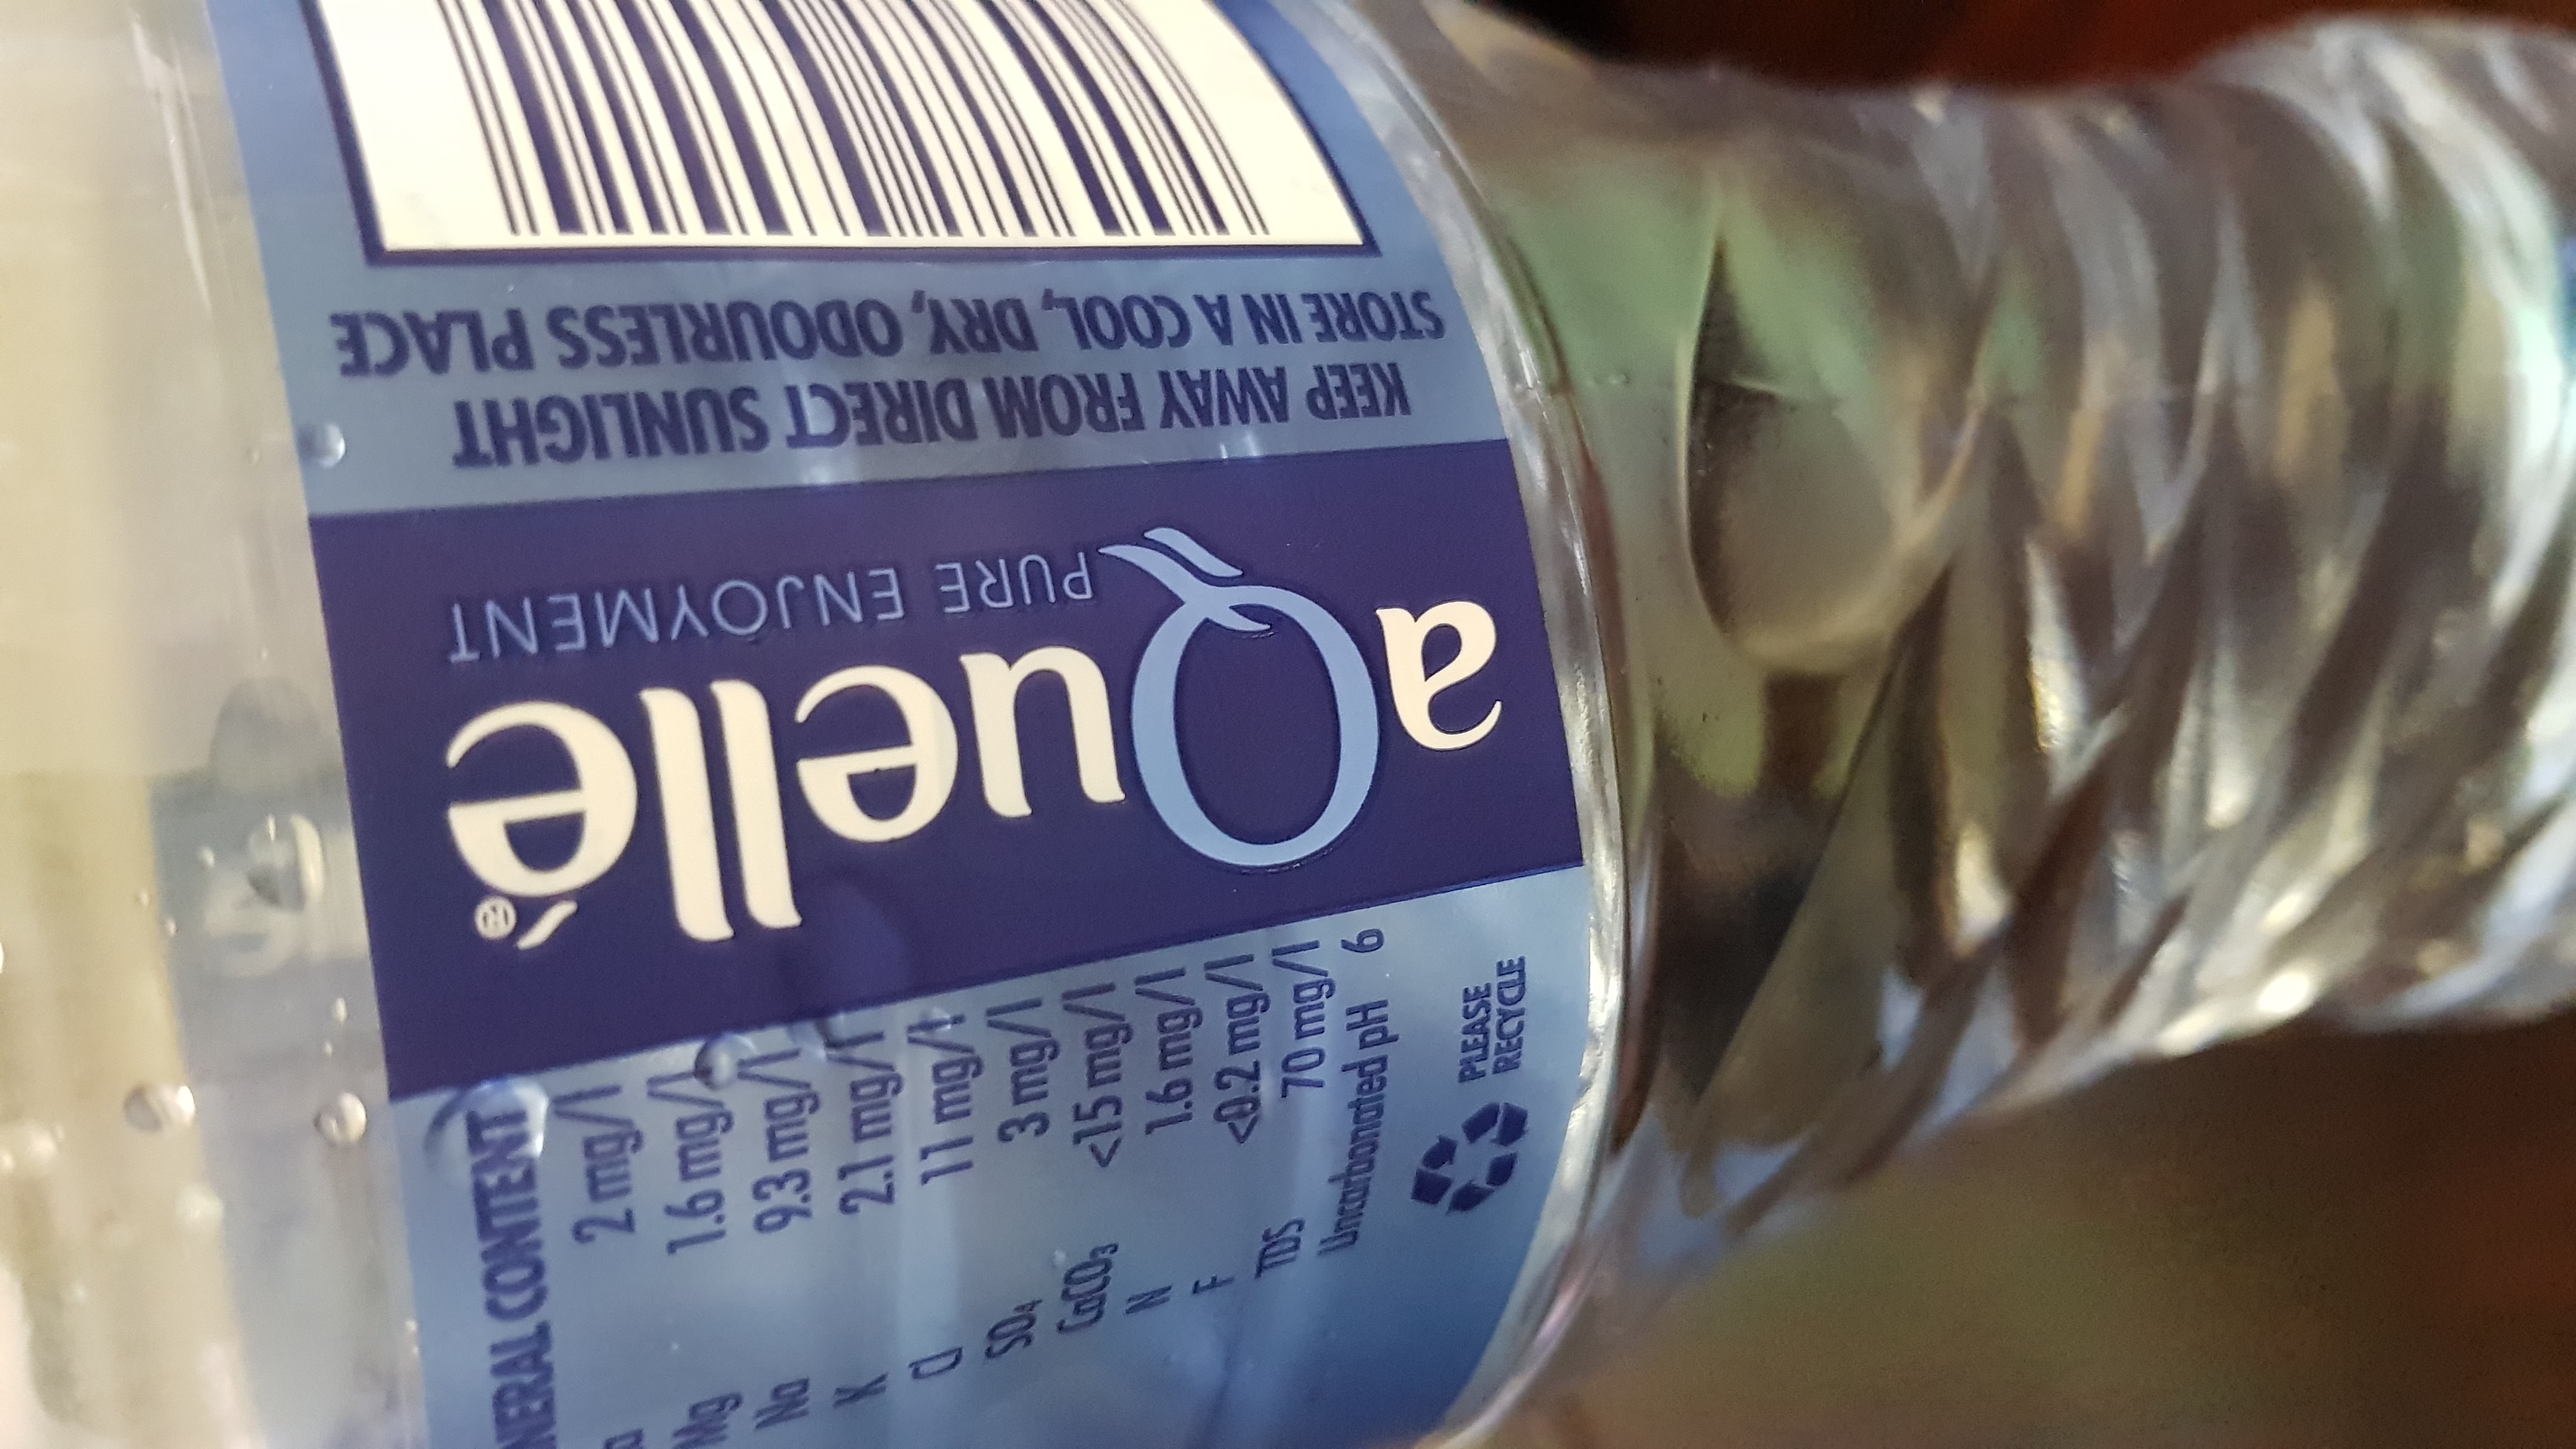 MINERAL CONTENT
2 mg/l
Mg 1.6 mg/l
Na 9.3 mg/l
K 2.1 mg/l
Cl 11 mg/l
SO₄ 3 mg/l
CaCO₃ <15 mg/l
N 1.6 mg/l
F <0.2 mg/l
TDS 70 mg/l
Uncarbonated pH 6
PLEASE
RECYCLE
aQuellé®
PURE ENJOYMENT
KEEP AWAY FROM DIRECT SUNLIGHT
STORE IN A COOL, DRY, ODOURLESS PLACE